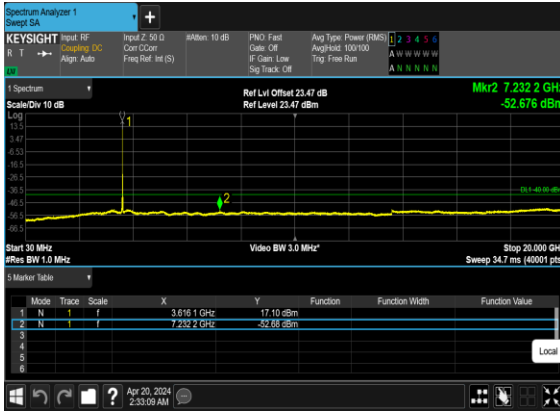 Spectrum Analyzer 1
Swept SA
+
KEYSIGHT
R T
Input: RF
Coupling: DC
Align: Auto
Input Z: 50 Ω
Corr CCorr
Freq Ref: Int (S)
#Atten: 10 dB
PNO: Fast
Gate: Off
IF Gain: Low
Sig Track: Off
Avg Type: Power (RMS)
Avg|Hold: 100/100
Trig: Free Run
1 2 3 4 5 6
A W W W W W
A N N N N N
1 Spectrum
Scale/Div 10 dB
Ref Lvl Offset 23.47 dB
Ref Level 23.47 dBm
Mkr2 7.232 2 GHz
-52.676 dBm
Log
13.5
3.47
-6.53
-16.5
-26.5
-36.5
-46.5
-56.5
-66.5
1
2
DL1 -40.00 dBm
Start 30 MHz
#Res BW 1.0 MHz
Video BW 3.0 MHz*
Stop 20.000 GHz
Sweep 34.7 ms (40001 pts)
5 Marker Table
Mode Trace Scale X Y Function Function Width Function Value
1 N 1 f 3.616 1 GHz 17.10 dBm
2 N 1 f 7.232 2 GHz -52.68 dBm
3
4
5
6
Local
?
Apr 20, 2024
2:33:09 AM